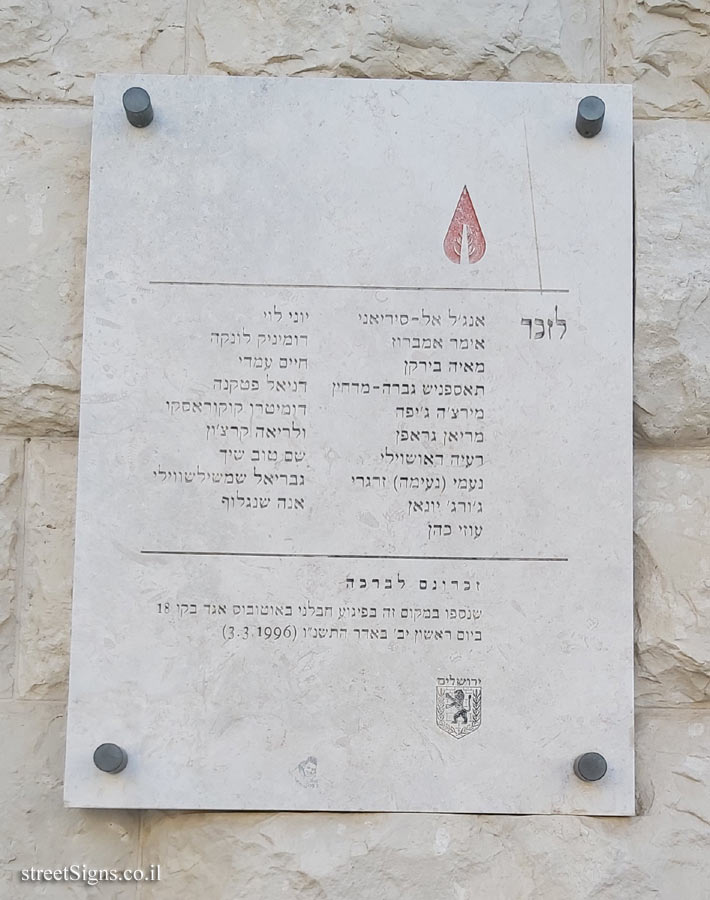 לזכר
אנג'ל אל-סיריאני
אימר אמברוז
מאיה בירקן
תאספניש גברה-מדהין
מירצ'ה ג'יפה
מריאן גראפן
רעיה דאושוילי
נעמי (נעימה) זרגרי
ג'ורג' יונאן
עוזי כהן
יוני לוי
דומיניק לונקה
חיים עמדי
דניאל פטקנה
דומיטרן קוקוראסקו
ולריאה קרצ'ון
שם טוב שיך
גבריאל שמשילשווילי
אנה שנגלוף
זכרונם לברכה
שנספו במקום זה בפיגוע חבלני באוטובוס אגד בקו 18
ביום ראשון יב' באדר התשנ"ו (3.3.1996)
ירושלים
streetSigns.co.il